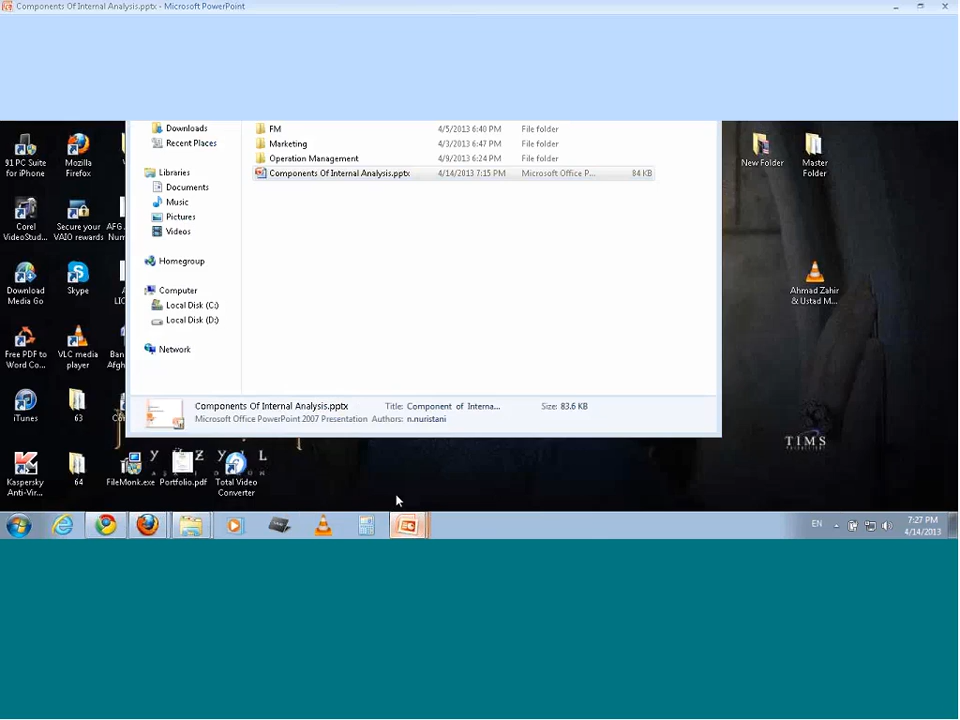 Components Of Internal Analysis.pptx - Microsoft PowerPoint
Downloads
Recent Places
Libraries
Documents
Music
Pictures
Videos
Homegroup
Computer
Local Disk (C:)
Local Disk (D:)
Network
FM 4/5/2013 6:40 PM File folder
Marketing 4/3/2013 6:47 PM File folder
Operation Management 4/9/2013 6:24 PM File folder
Components Of Internal Analysis.pptx 4/14/2013 7:15 PM Microsoft Office P... 84 KB
Components Of Internal Analysis.pptx Title: Component of Interna... Size: 83.6 KB
Microsoft Office PowerPoint 2007 Presentation Authors: n.nuristani
91 PC Suite
for iPhone
Mozilla
Firefox
New Folder
Master
Folder
Corel
VideoStud...
Secure your
VAIO rewards
AFG
Num
Download
Media Go
Skype
LIC
Ahmad Zahir
& Ustad M...
Free PDF to
Word Co...
VLC media
player
Ban
Afgh
iTunes
63
TIMS
Kaspersky
Anti-Vir...
64
FileMonk.exe
Portfolio.pdf
Total Video
Converter
EN
7:27 PM
4/14/2013